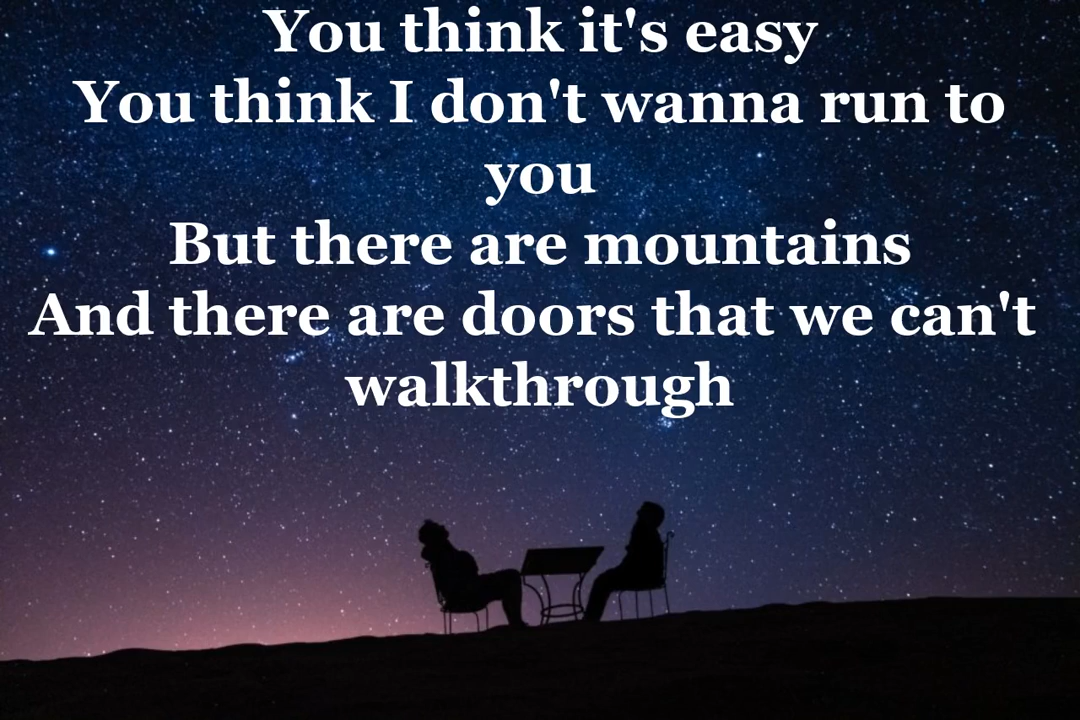 You think it's easy
You think I don't wanna run to
you
But there are mountains
And there are doors that we can't
walkthrough